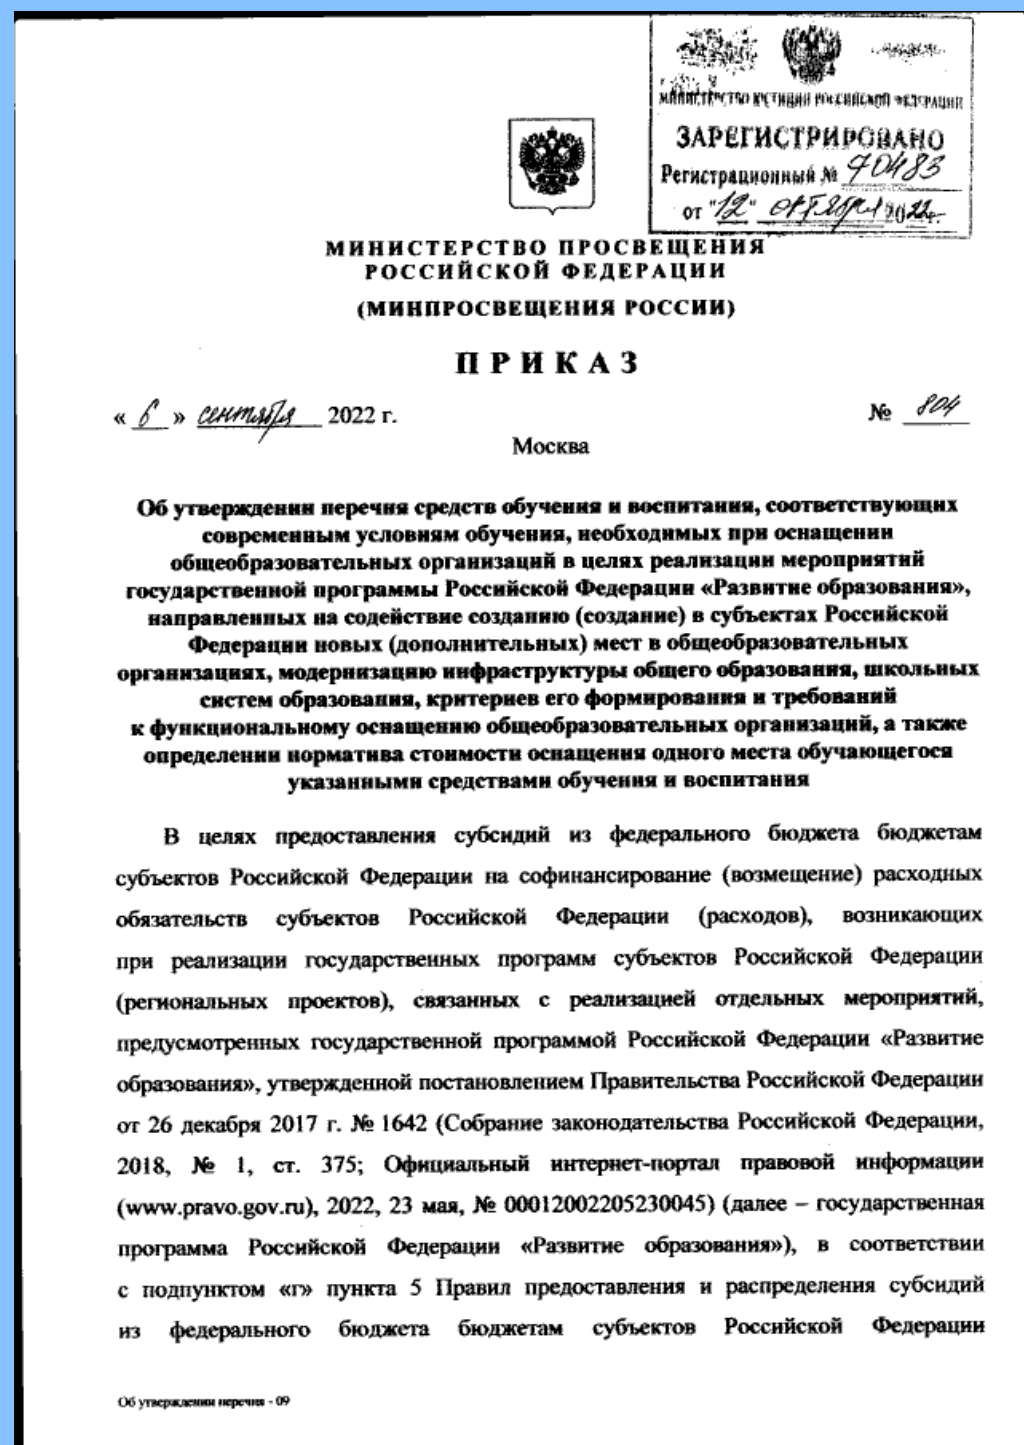 МИНИСТЕРСТВО ЮСТИЦИИ РОССИЙСКОЙ ФЕДЕРАЦИИ
ЗАРЕГИСТРИРОВАНО
Регистрационный № 70483
от "12" октября 2022г.
МИНИСТЕРСТВО ПРОСВЕЩЕНИЯ
РОССИЙСКОЙ ФЕДЕРАЦИИ
(МИНПРОСВЕЩЕНИЯ РОССИИ)
ПРИКАЗ
« 6 » сентября 2022 г.
№ 804
Москва
Об утверждении перечня средств обучения и воспитания, соответствующих
современным условиям обучения, необходимых при оснащении
общеобразовательных организаций в целях реализации мероприятий
государственной программы Российской Федерации «Развитие образования»,
направленных на содействие созданию (создание) в субъектах Российской
Федерации новых (дополнительных) мест в общеобразовательных
организациях, модернизацию инфраструктуры общего образования, школьных
систем образования, критериев его формирования и требований
к функциональному оснащению общеобразовательных организаций, а также
определении норматива стоимости оснащения одного места обучающегося
указанными средствами обучения и воспитания
В целях предоставления субсидий из федерального бюджета бюджетам
субъектов Российской Федерации на софинансирование (возмещение) расходных
обязательств субъектов Российской Федерации (расходов), возникающих
при реализации государственных программ субъектов Российской Федерации
(региональных проектов), связанных с реализацией отдельных мероприятий,
предусмотренных государственной программой Российской Федерации «Развитие
образования», утвержденной постановлением Правительства Российской Федерации
от 26 декабря 2017 г. № 1642 (Собрание законодательства Российской Федерации,
2018, № 1, ст. 375; Официальный интернет-портал правовой информации
(www.pravo.gov.ru), 2022, 23 мая, № 00012002205230045) (далее – государственная
программа Российской Федерации «Развитие образования»), в соответствии
с подпунктом «г» пункта 5 Правил предоставления и распределения субсидий
из федерального бюджета бюджетам субъектов Российской Федерации
Об утверждении перечня - 09